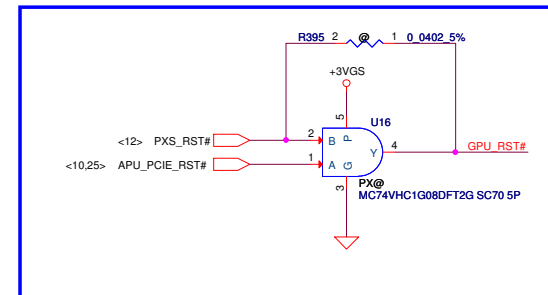 R395 2 @ 1 0_0402_5%
+3VGS
5
U16
<12> PXS_RST# 2 B P
Y 4 GPU_RST#
<10,25> APU_PCIE_RST# 1 A G
3
PX@
MC74VHC1G08DFT2G SC70 5P